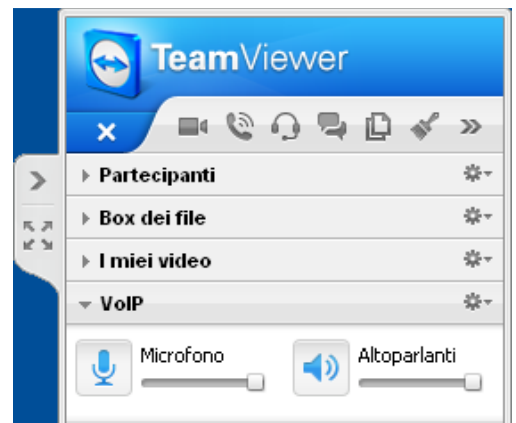 TeamViewer
Partecipanti
Box dei file
I miei video
VoIP
Microfono
Altoparlanti